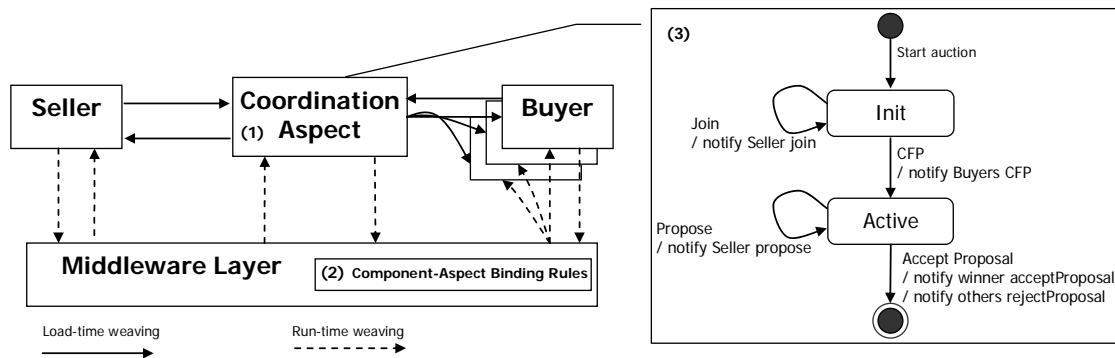 Seller
Coordination
(1) Aspect
Buyer
Middleware Layer
(2) Component-Aspect Binding Rules
Load-time weaving
Run-time weaving
(3)
Start auction
Init
Join
/ notify Seller join
CFP
/ notify Buyers CFP
Active
Propose
/ notify Seller propose
Accept Proposal
/ notify winner acceptProposal
/ notify others rejectProposal